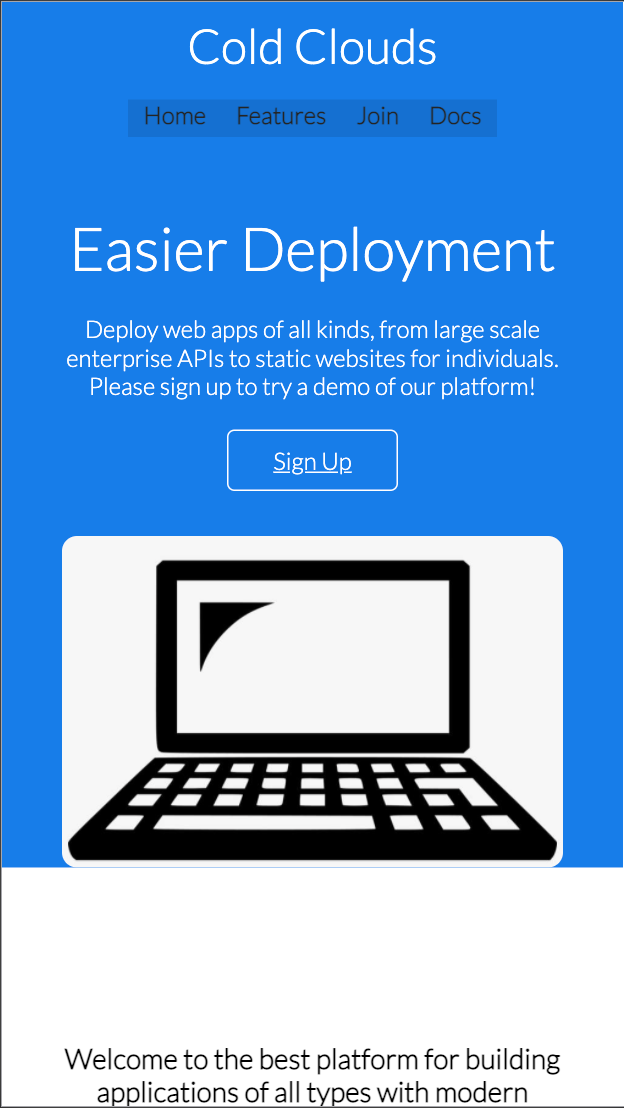 Cold Clouds
Home Features Join Docs
Easier Deployment
Deploy web apps of all kinds, from large scale
enterprise APIs to static websites for individuals.
Please sign up to try a demo of our platform!
Sign Up
Welcome to the best platform for building
applications of all types with modern